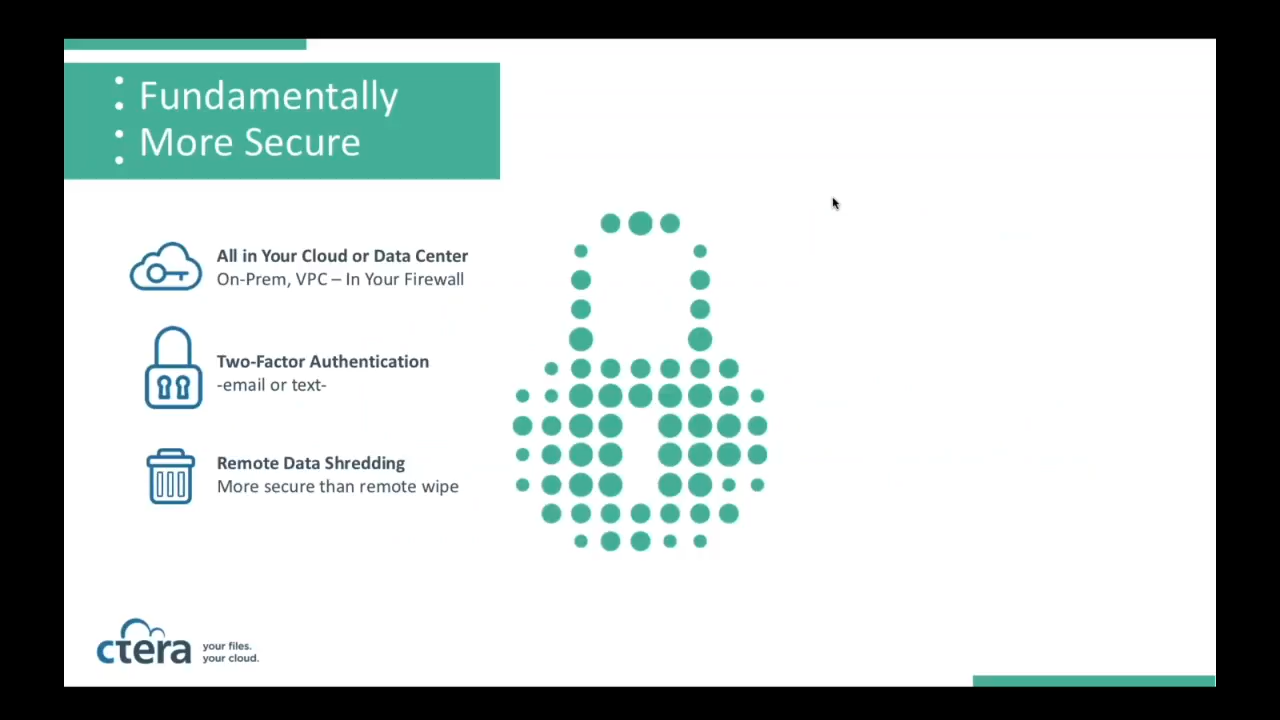 Fundamentally
More Secure
All in Your Cloud or Data Center
On-Prem, VPC – In Your Firewall
Two-Factor Authentication
-email or text-
Remote Data Shredding
More secure than remote wipe
ctera
your files.
your cloud.